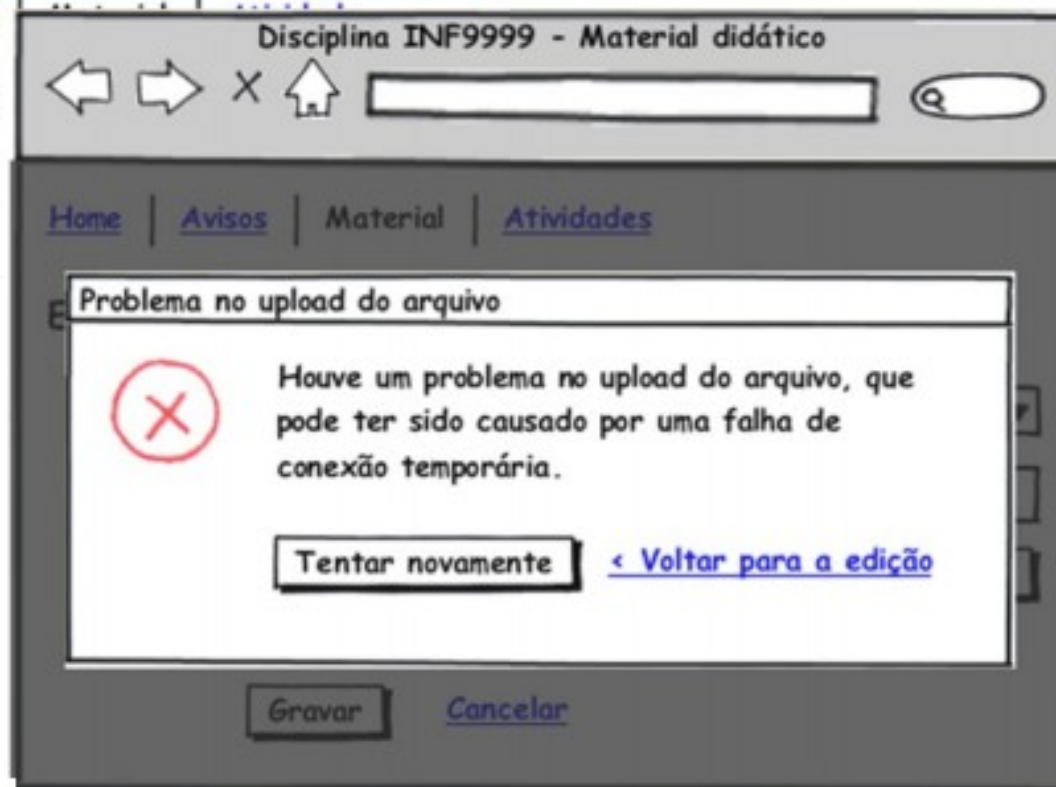 Disciplina INF9999 - Material didático
Home | Avisos | Material | Atividades
Problema no upload do arquivo
Houve um problema no upload do arquivo, que
pode ter sido causado por uma falha de
conexão temporária.
Tentar novamente < Voltar para a edição
Gravar Cancelar